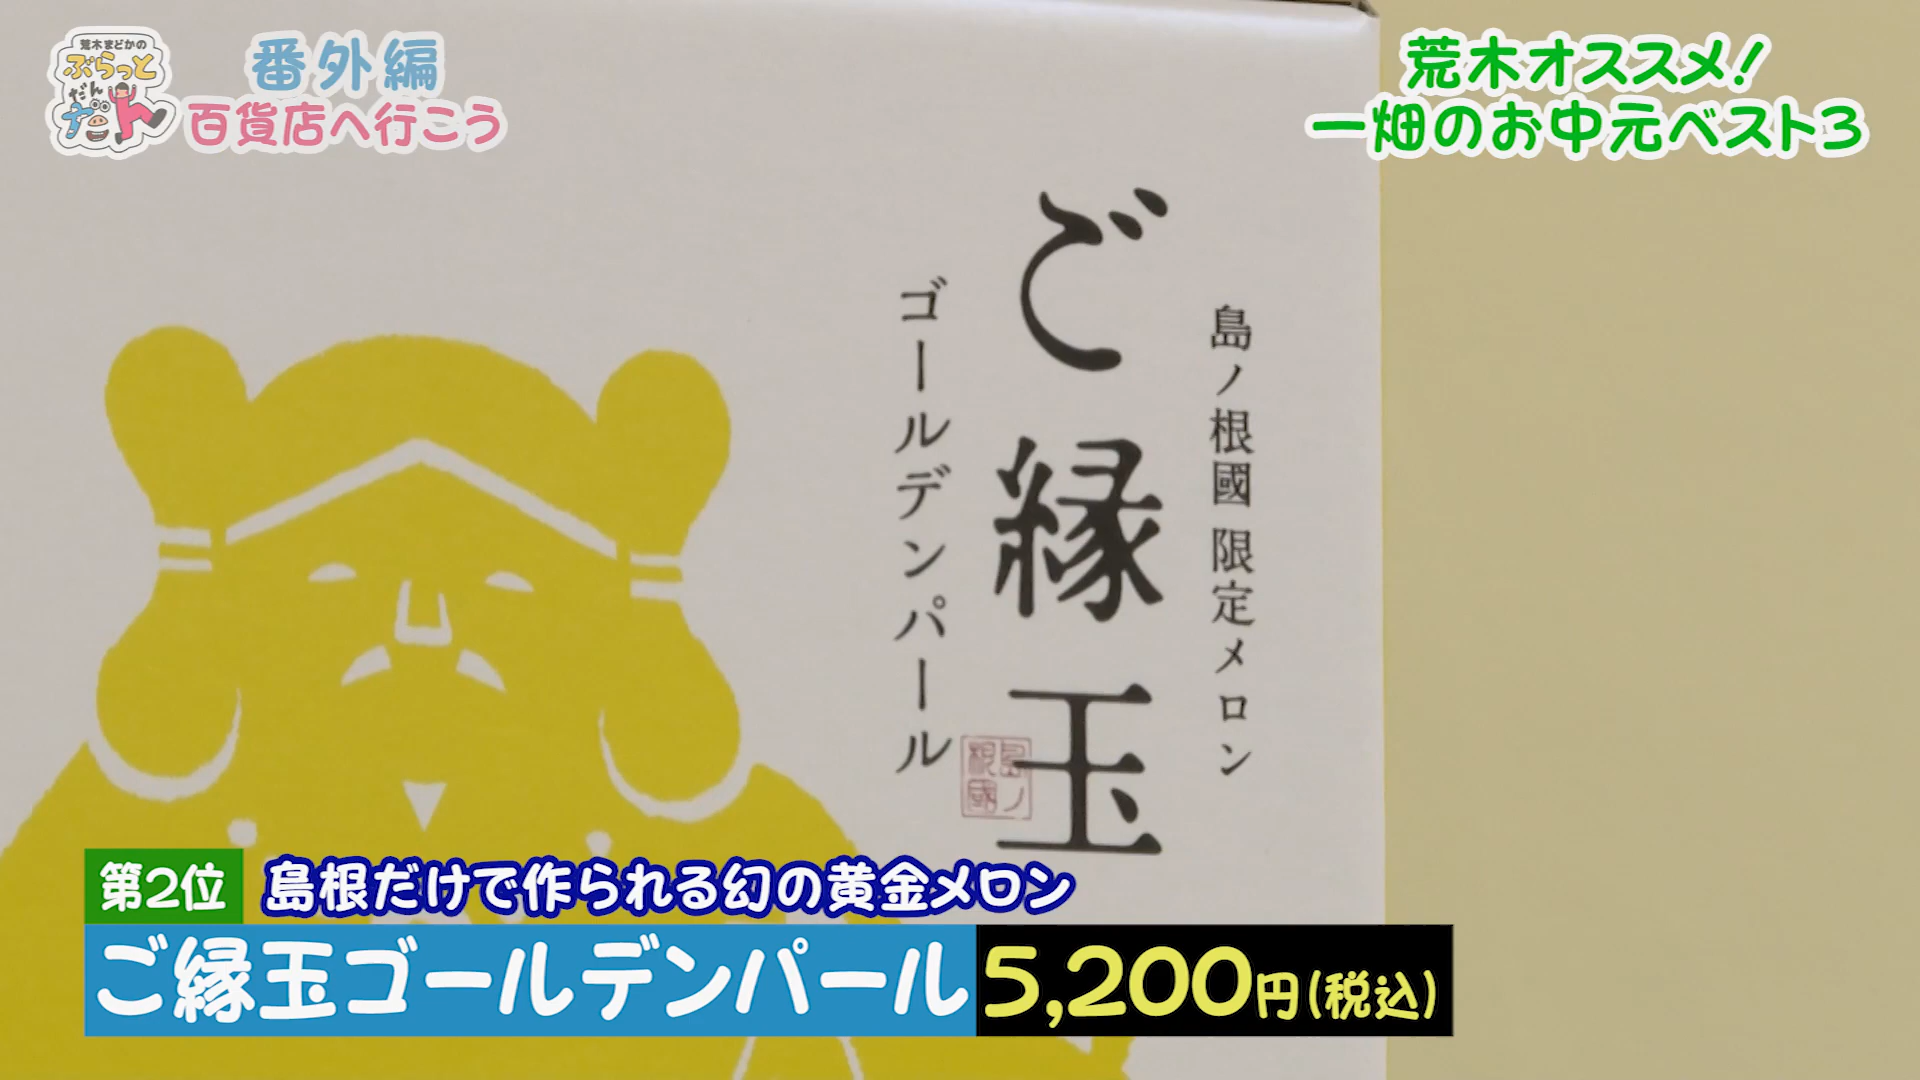 荒木まどかの
ぶらっと
だんだん
番外編
百貨店へ行こう
荒木オススメ!
一畑のお中元ベスト3
島ノ根國 限定メロン
ご縁玉
ゴールデンパール
島ノ根國
第2位 島根だけで作られる幻の黄金メロン
ご縁玉ゴールデンパール 5,200円(税込)